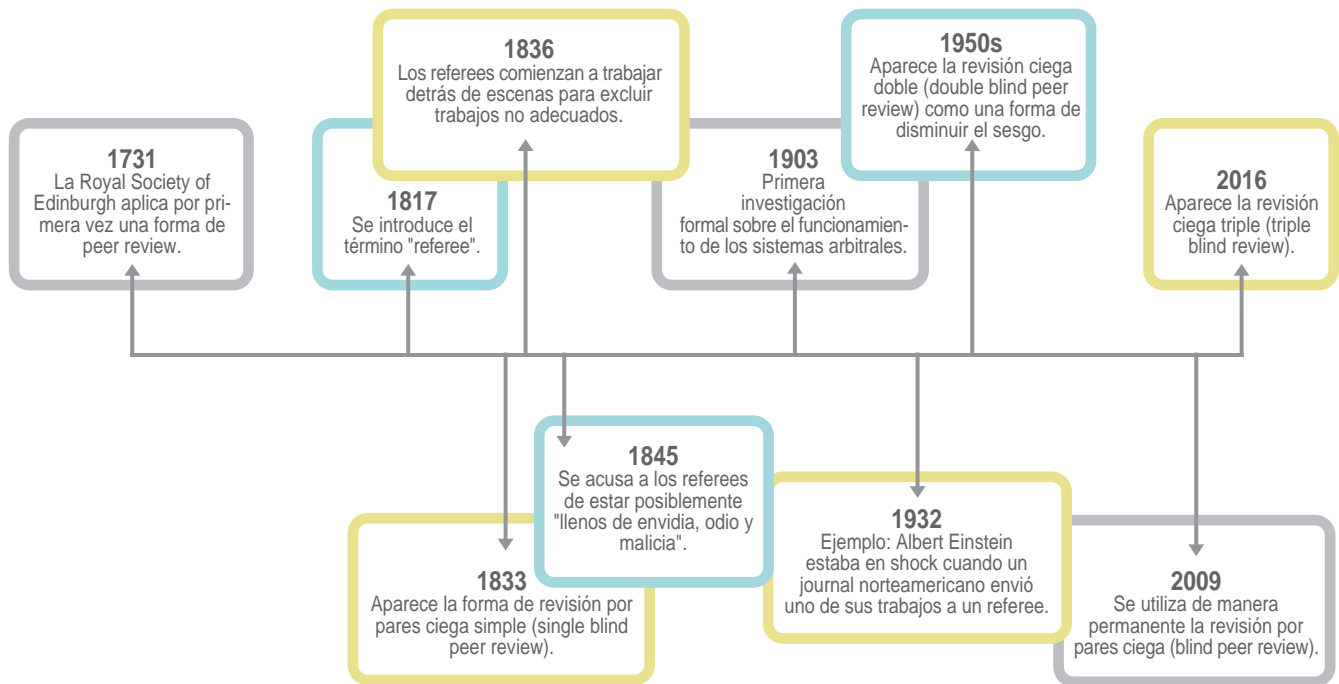 1731
La Royal Society of
Edinburgh aplica por pri-
mera vez una forma de
peer review.
1817
Se introduce el
término "referee".
1836
Los referees comienzan a trabajar
detrás de escenas para excluir
trabajos no adecuados.
1903
Primera
investigación
formal sobre el funcionamien-
to de los sistemas arbitrales.
1950s
Aparece la revisión ciega
doble (double blind peer
review) como una forma de
disminuir el sesgo.
2016
Aparece la revisión
ciega triple (triple
blind review).
1833
Aparece la forma de revisión por
pares ciega simple (single blind
peer review).
1845
Se acusa a los referees
de estar posiblemente
"llenos de envidia, odio y
malicia".
1932
Ejemplo: Albert Einstein
estaba en shock cuando un
journal norteamericano envió
uno de sus trabajos a un referee.
2009
Se utiliza de manera
permanente la revisión por
pares ciega (blind peer review).